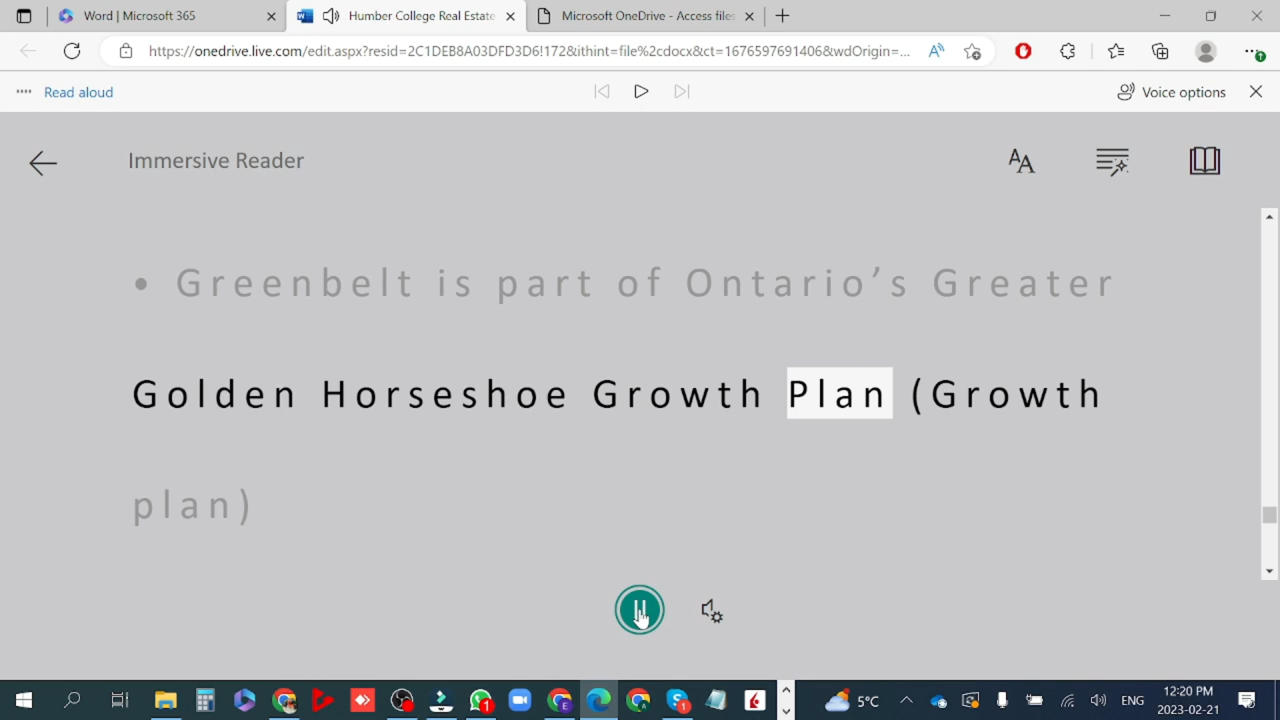 Word | Microsoft 365
Humber College Real Estate
Microsoft OneDrive - Access files
https://onedrive.live.com/edit.aspx?resid=2C1DEB8A03DFD3D6!172&ithint=file%2cdocx&ct=1676597691406&wdOrigin=...
Read aloud
Voice options
Immersive Reader
• Greenbelt is part of Ontario’s Greater
Golden Horseshoe Growth Plan (Growth
plan)
5°C
ENG
12:20 PM
2023-02-21